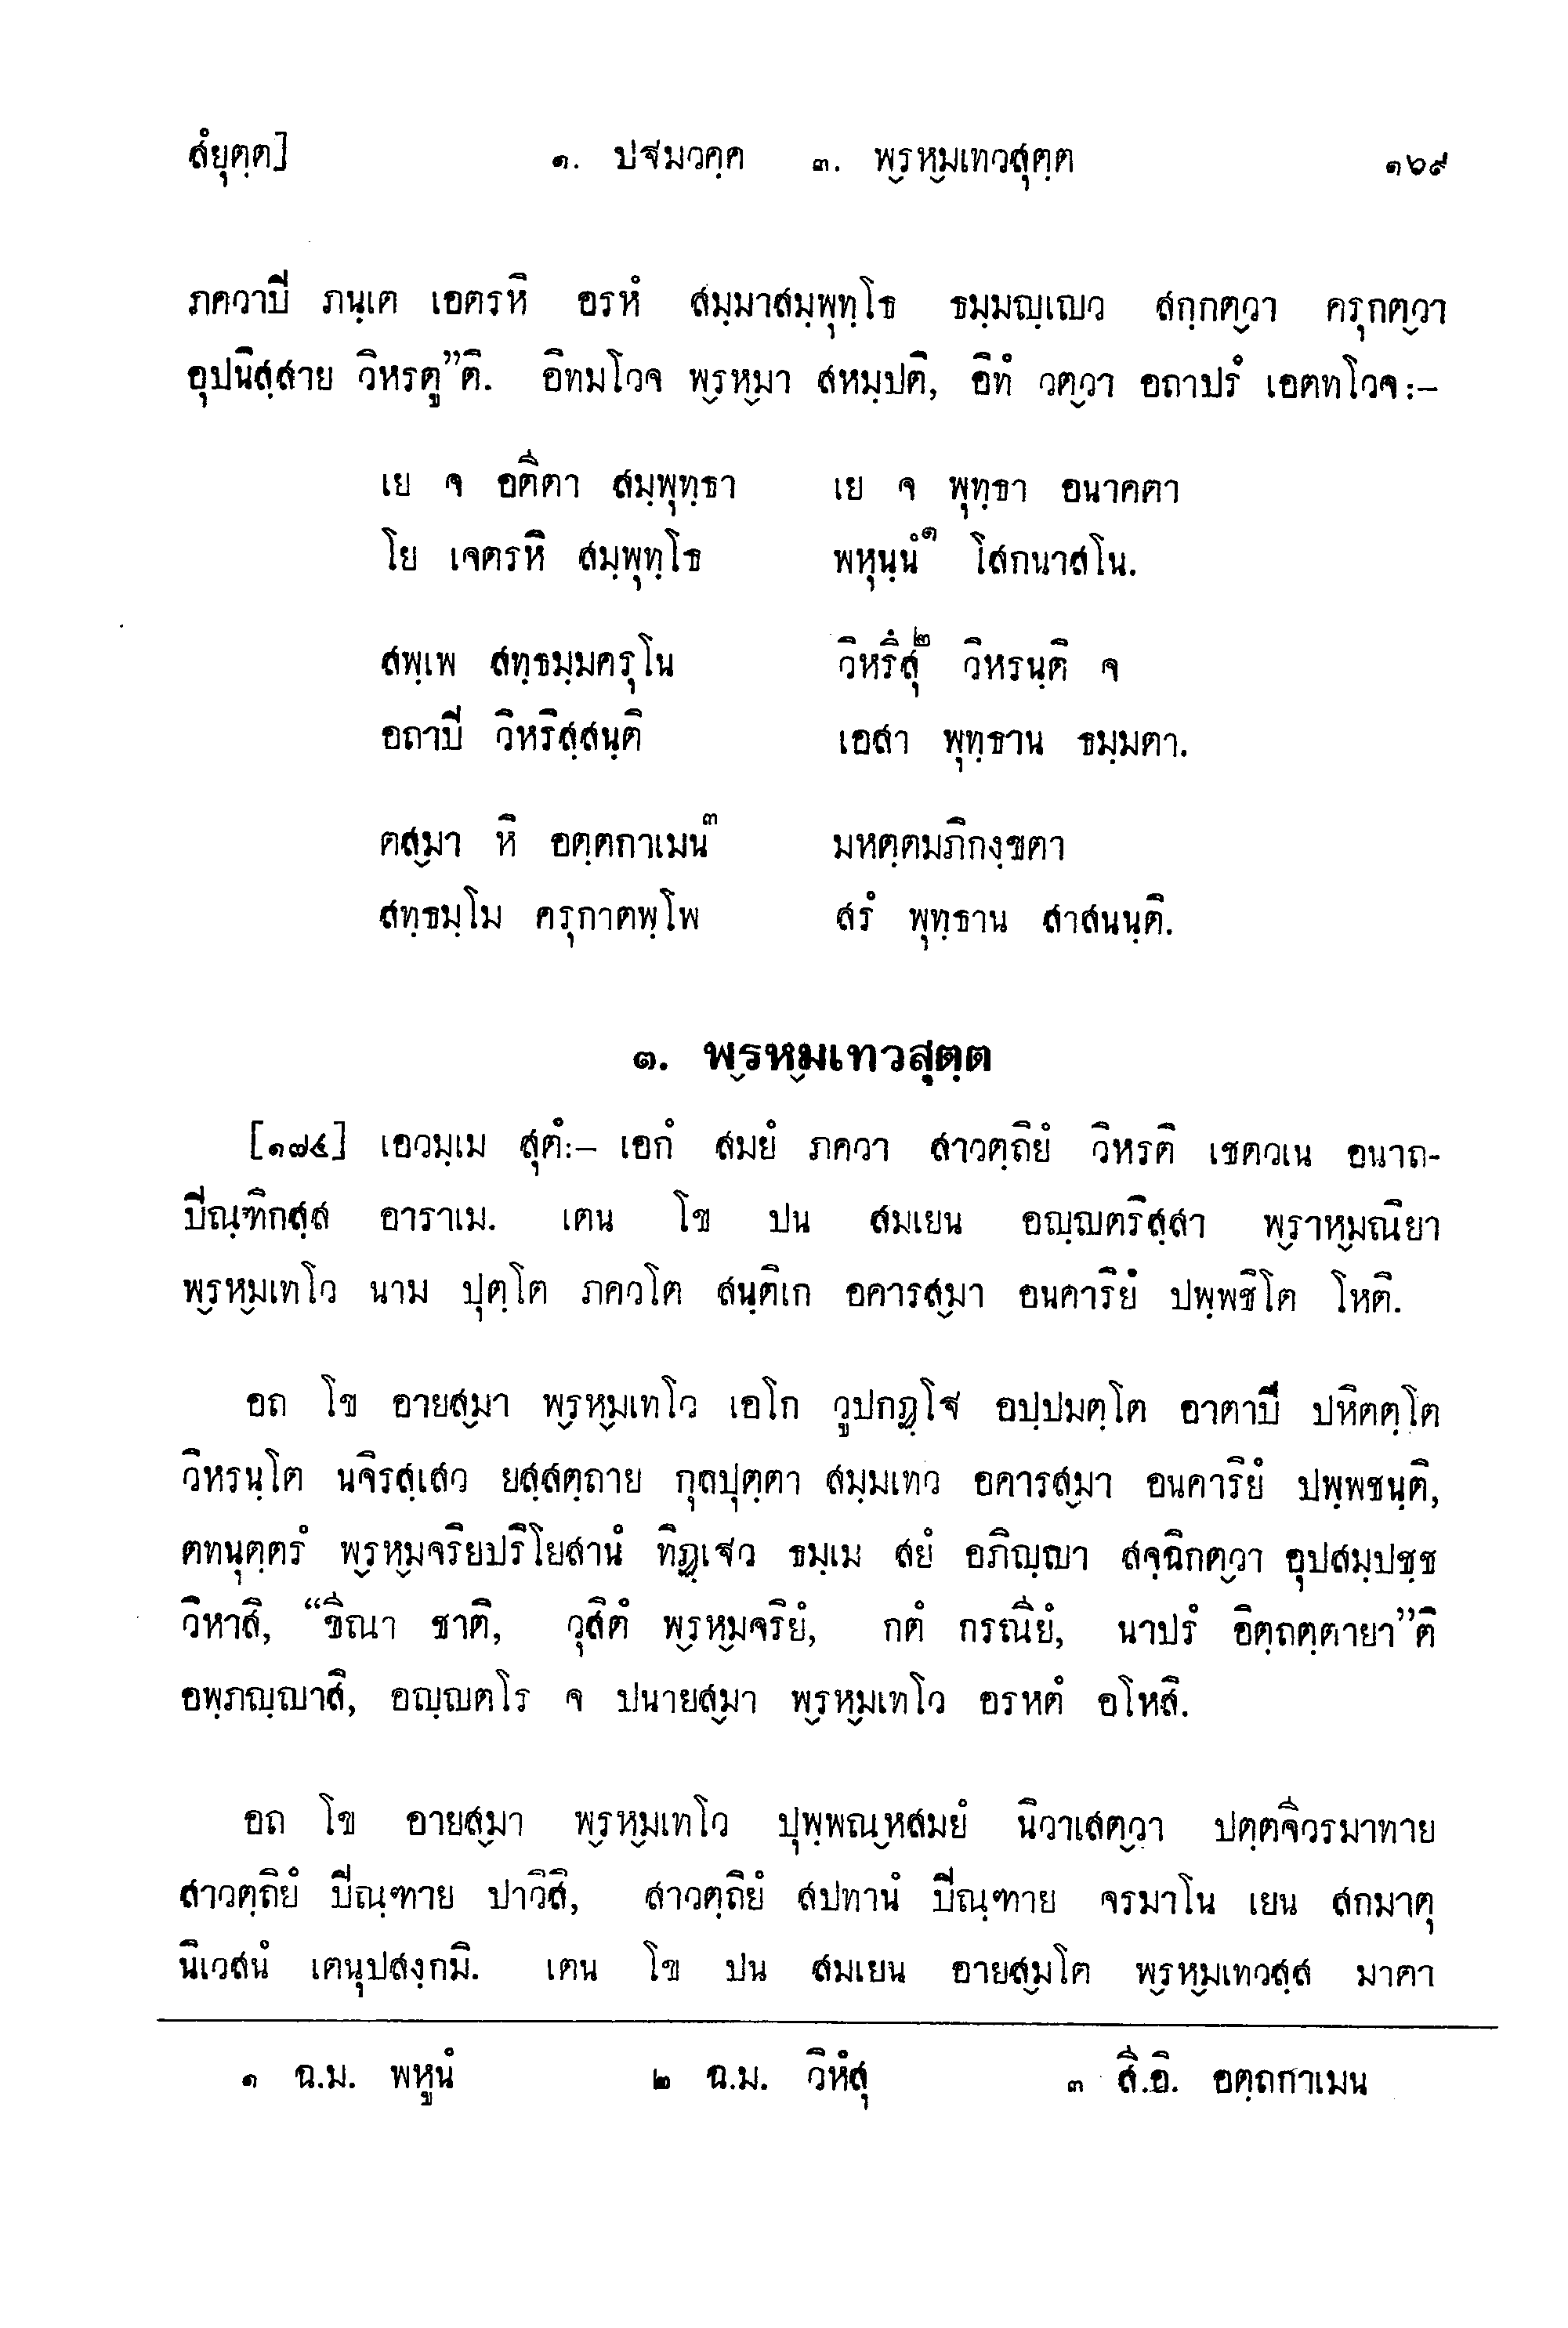 สํยุตฺต]	๑. ปฐมวคฺค ๓. พฺรหฺมเทวสุตฺต	๑๖๙
ภควาปิ ภนฺเต เอตรหิ อรหํ สมฺมาสมฺพุทฺโธ ธมฺมญฺเญว สกฺกตฺวา ครุกตฺวา
อุปนิสฺสาย วิหรตู”ติ. อิทมโวจ พฺรหฺมา สหมฺปติ, อิทํ วตฺวา อถาปรํ เอตทโวจ :–
เย จ อตีตา สมฺพุทฺธา	เย จ พุทฺธา อนาคตา
โย เจตรหิ สมฺพุทฺโธ	พหุนฺนํ๑ โสกนาสโน.
สพฺเพ สทฺธมฺมครุโน	วิหรึสุ๒ วิหรนฺติ จ
อถาปิ วิหริสฺสนฺติ	เอสา พุทฺธาน ธมฺมตา.
ตสฺมา หิ อตฺตกาเมน๓	มหตฺตมภิกงฺขตา
สทฺธมฺโม ครุกาตพฺโพ	สรํ พุทฺธาน สาสนนฺติ.
๓. พฺรหฺมเทวสุตฺต
[๑๗๔] เอวมฺเม สุตํ:– เอกํ สมยํ ภควา สาวตฺถิยํ วิหรติ เชตวเน อนาถ-
ปิณฺฑิกสฺส อาราเม. เตน โข ปน สมเยน อญฺญตริสฺสา พฺราหฺมณิยา
พฺรหฺมเทโว นาม ปุตฺโต ภควโต สนฺติเก อคารสฺมา อนคาริยํ ปพฺพชิโต โหติ.
อถ โข อายสฺมา พฺรหฺมเทโว เอโก วูปกฏฺโฐ อปฺปมตฺโต อาตาปี ปหิตตฺโต
วิหรนฺโต นจิรสฺเสว ยสฺสตฺถาย กุลปุตฺตา สมฺมเทว อคารสฺมา อนคาริยํ ปพฺพชนฺติ,
ตทนุตฺตรํ พฺรหฺมจริยปริโยสานํ ทิฏฺเฐว ธมฺเม สยํ อภิญฺญา สจฺฉิกตฺวา อุปสมฺปชฺช
วิหาสิ, “ขีณา ชาติ, วุสิตํ พฺรหฺมจริยํ, กตํ กรณียํ, นาปรํ อิตฺถตฺตายา”ติ
อพฺภญฺญาสิ, อญฺญตโร จ ปนายสฺมา พฺรหฺมเทโว อรหตํ อโหสิ.
อถ โข อายสฺมา พฺรหฺมเทโว ปุพฺพณฺหสมยํ นิวาเสตฺวา ปตฺตจีวรมาทาย
สาวตฺถิยํ ปิณฺฑาย ปาวิสิ, สาวตฺถิยํ สปทานํ ปิณฺฑาย จรมาโน เยน สกมาตุ
นิเวสนํ เตนุปสงฺกมิ. เตน โข ปน สมเยน อายสฺมโต พฺรหฺมเทวสฺส มาตา
๑ ฉ.ม. พหูนํ	๒ ฉ.ม. วิหํสุ	๓ สี.อิ. อตฺถกาเมน